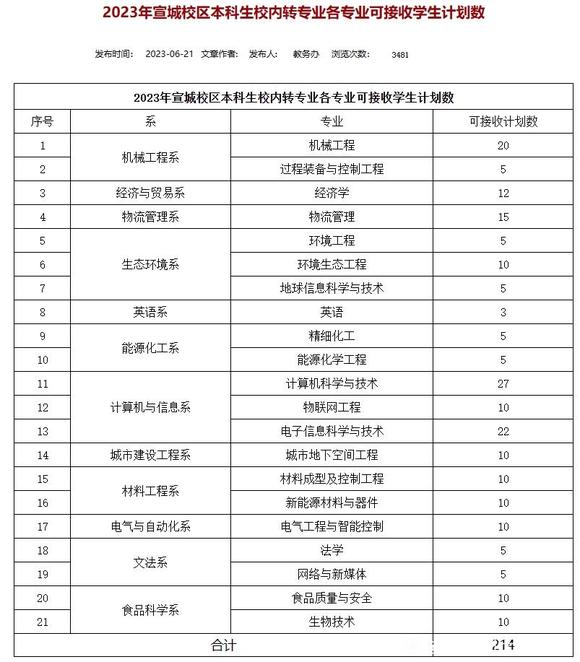 2023年宣城校区本科生校内转专业各专业可接收学生计划数
发布时间： 2023-06-21 文章作者： 发布人： 教务办 浏览次数： 3481
2023年宣城校区本科生校内转专业各专业可接收学生计划数
序号 系 专业 可接收计划数
1 机械工程系 机械工程 20
2 过程装备与控制工程 5
3 经济与贸易系 经济学 12
4 物流管理系 物流管理 15
5 生态环境系 环境工程 5
6 环境生态工程 10
7 地球信息科学与技术 5
8 英语系 英语 3
9 能源化工系 精细化工 5
10 能源化学工程 5
11 计算机与信息系 计算机科学与技术 27
12 物联网工程 10
13 电子信息科学与技术 22
14 城市建设工程系 城市地下空间工程 10
15 材料工程系 材料成型及控制工程 10
16 新能源材料与器件 10
17 电气与自动化系 电气工程与智能控制 10
18 文法系 法学 5
19 网络与新媒体 5
20 食品科学系 食品质量与安全 10
21 生物技术 10
合计 214